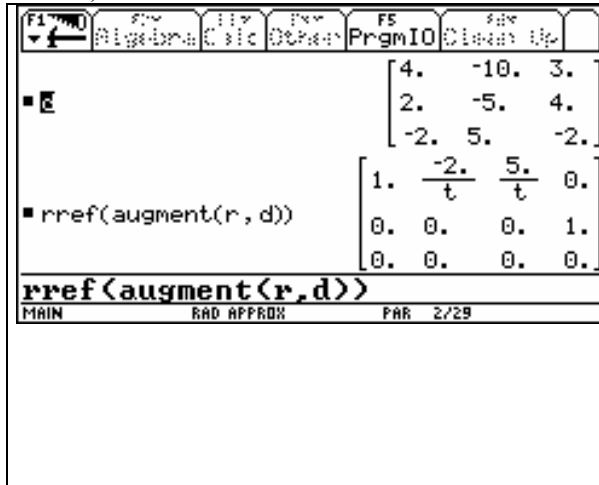 F1 Algebra Calc Other F5 PrgmIO Clean Up
▪ d [4. -10. 3.
2. -5. 4.
-2. 5. -2.]
▪ rref(augment(r,d)) [1. -2./t 5./t 0.
0. 0. 0. 1.
0. 0. 0. 0.]
rref(augment(r,d))
MAIN RAD APPROX PAR 2/29